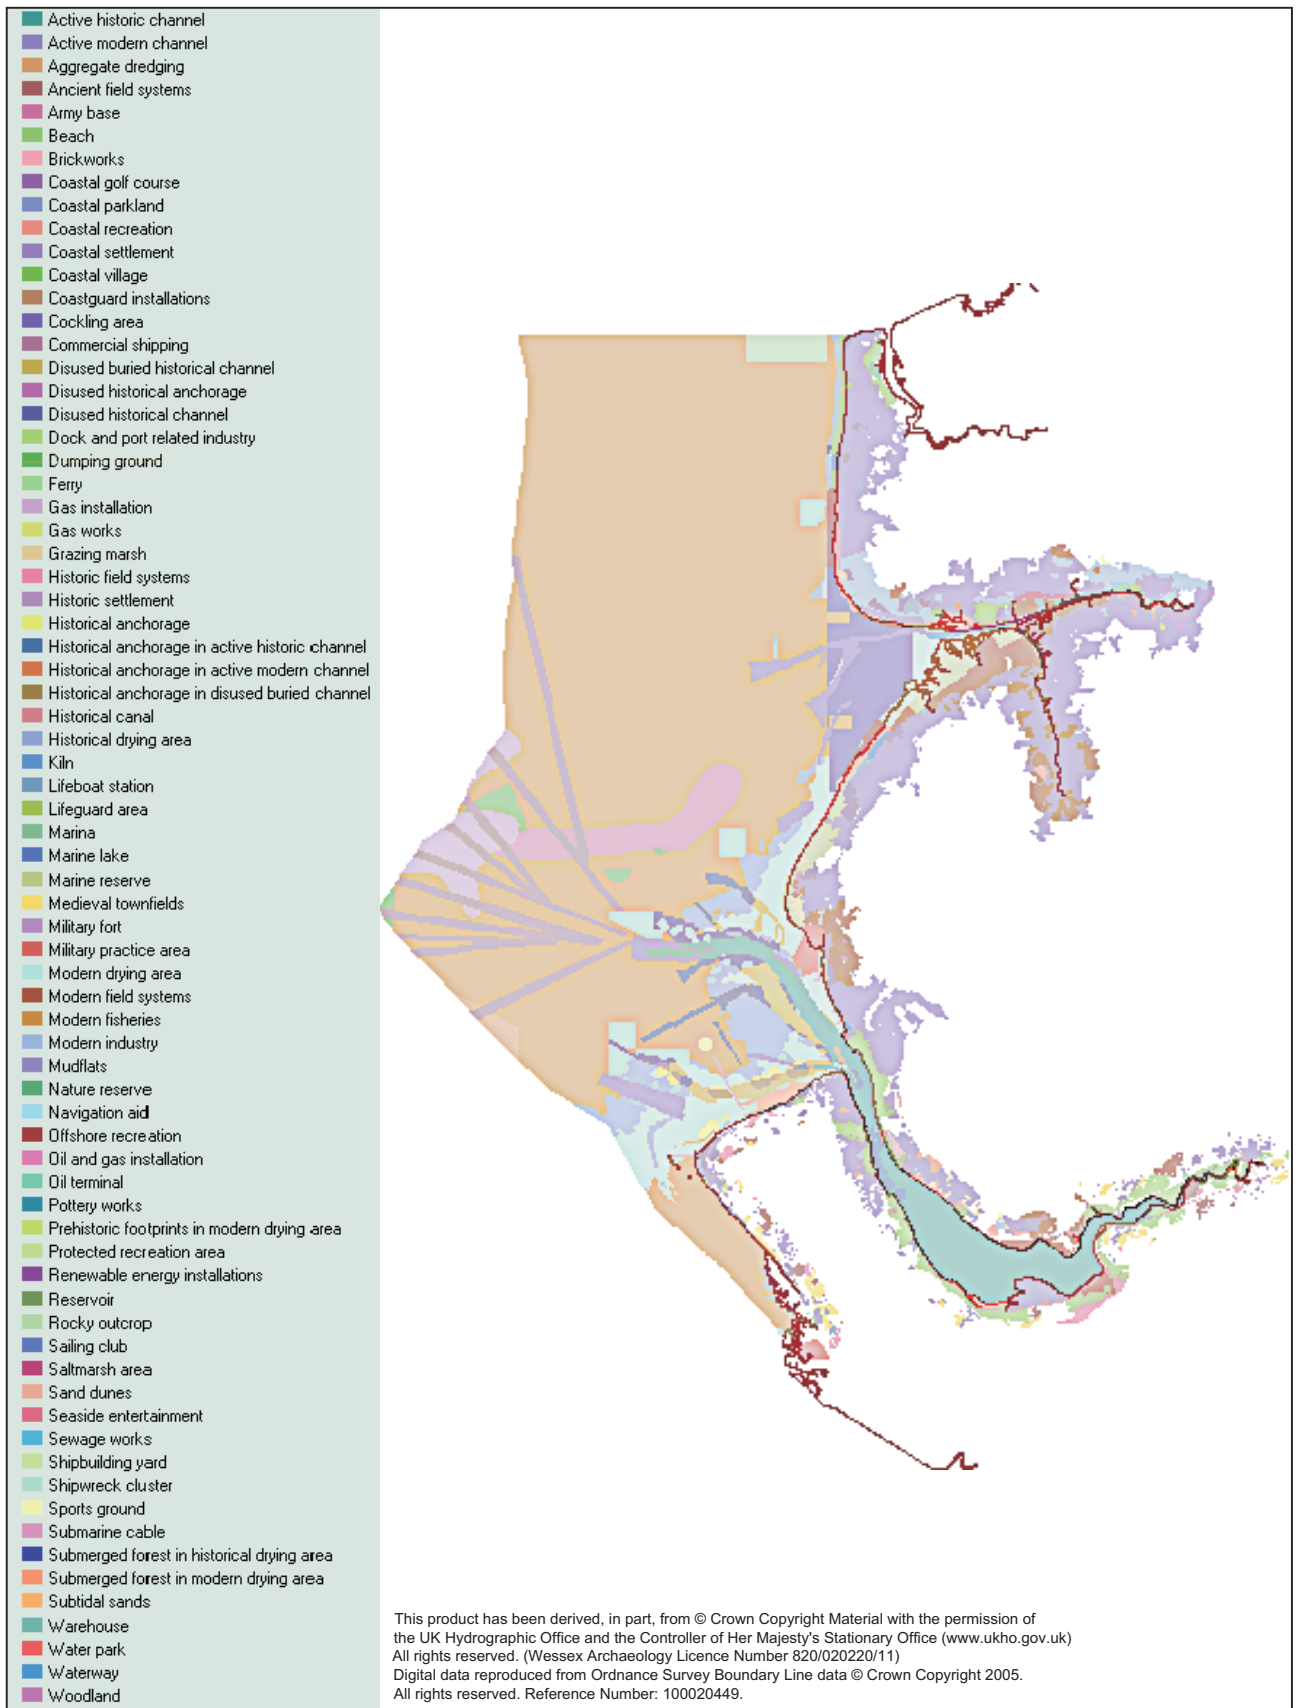 Active historic channel
Active modern channel
Aggregate dredging
Ancient field systems
Army base
Beach
Brickworks
Coastal golf course
Coastal parkland
Coastal recreation
Coastal settlement
Coastal village
Coastguard installations
Cockling area
Commercial shipping
Disused buried historical channel
Disused historical anchorage
Disused historical channel
Dock and port related industry
Dumping ground
Ferry
Gas installation
Gas works
Grazing marsh
Historic field systems
Historic settlement
Historical anchorage
Historical anchorage in active historic channel
Historical anchorage in active modern channel
Historical anchorage in disused buried channel
Historical canal
Historical drying area
Kiln
Lifeboat station
Lifeguard area
Marina
Marine lake
Marine reserve
Medieval townfields
Military fort
Military practice area
Modern drying area
Modern field systems
Modern fisheries
Modern industry
Mudflats
Nature reserve
Navigation aid
Offshore recreation
Oil and gas installation
Oil terminal
Pottery works
Prehistoric footprints in modern drying area
Protected recreation area
Renewable energy installations
Reservoir
Rocky outcrop
Sailing club
Saltmarsh area
Sand dunes
Seaside entertainment
Sewage works
Shipbuilding yard
Shipwreck cluster
Sports ground
Submarine cable
Submerged forest in historical drying area
Submerged forest in modern drying area
Subtidal sands
Warehouse
Water park
Waterway
Woodland
This product has been derived, in part, from © Crown Copyright Material with the permission of
the UK Hydrographic Office and the Controller of Her Majesty's Stationary Office (www.ukho.gov.uk)
All rights reserved. (Wessex Archaeology Licence Number 820/020220/11)
Digital data reproduced from Ordnance Survey Boundary Line data © Crown Copyright 2005.
All rights reserved. Reference Number: 100020449.